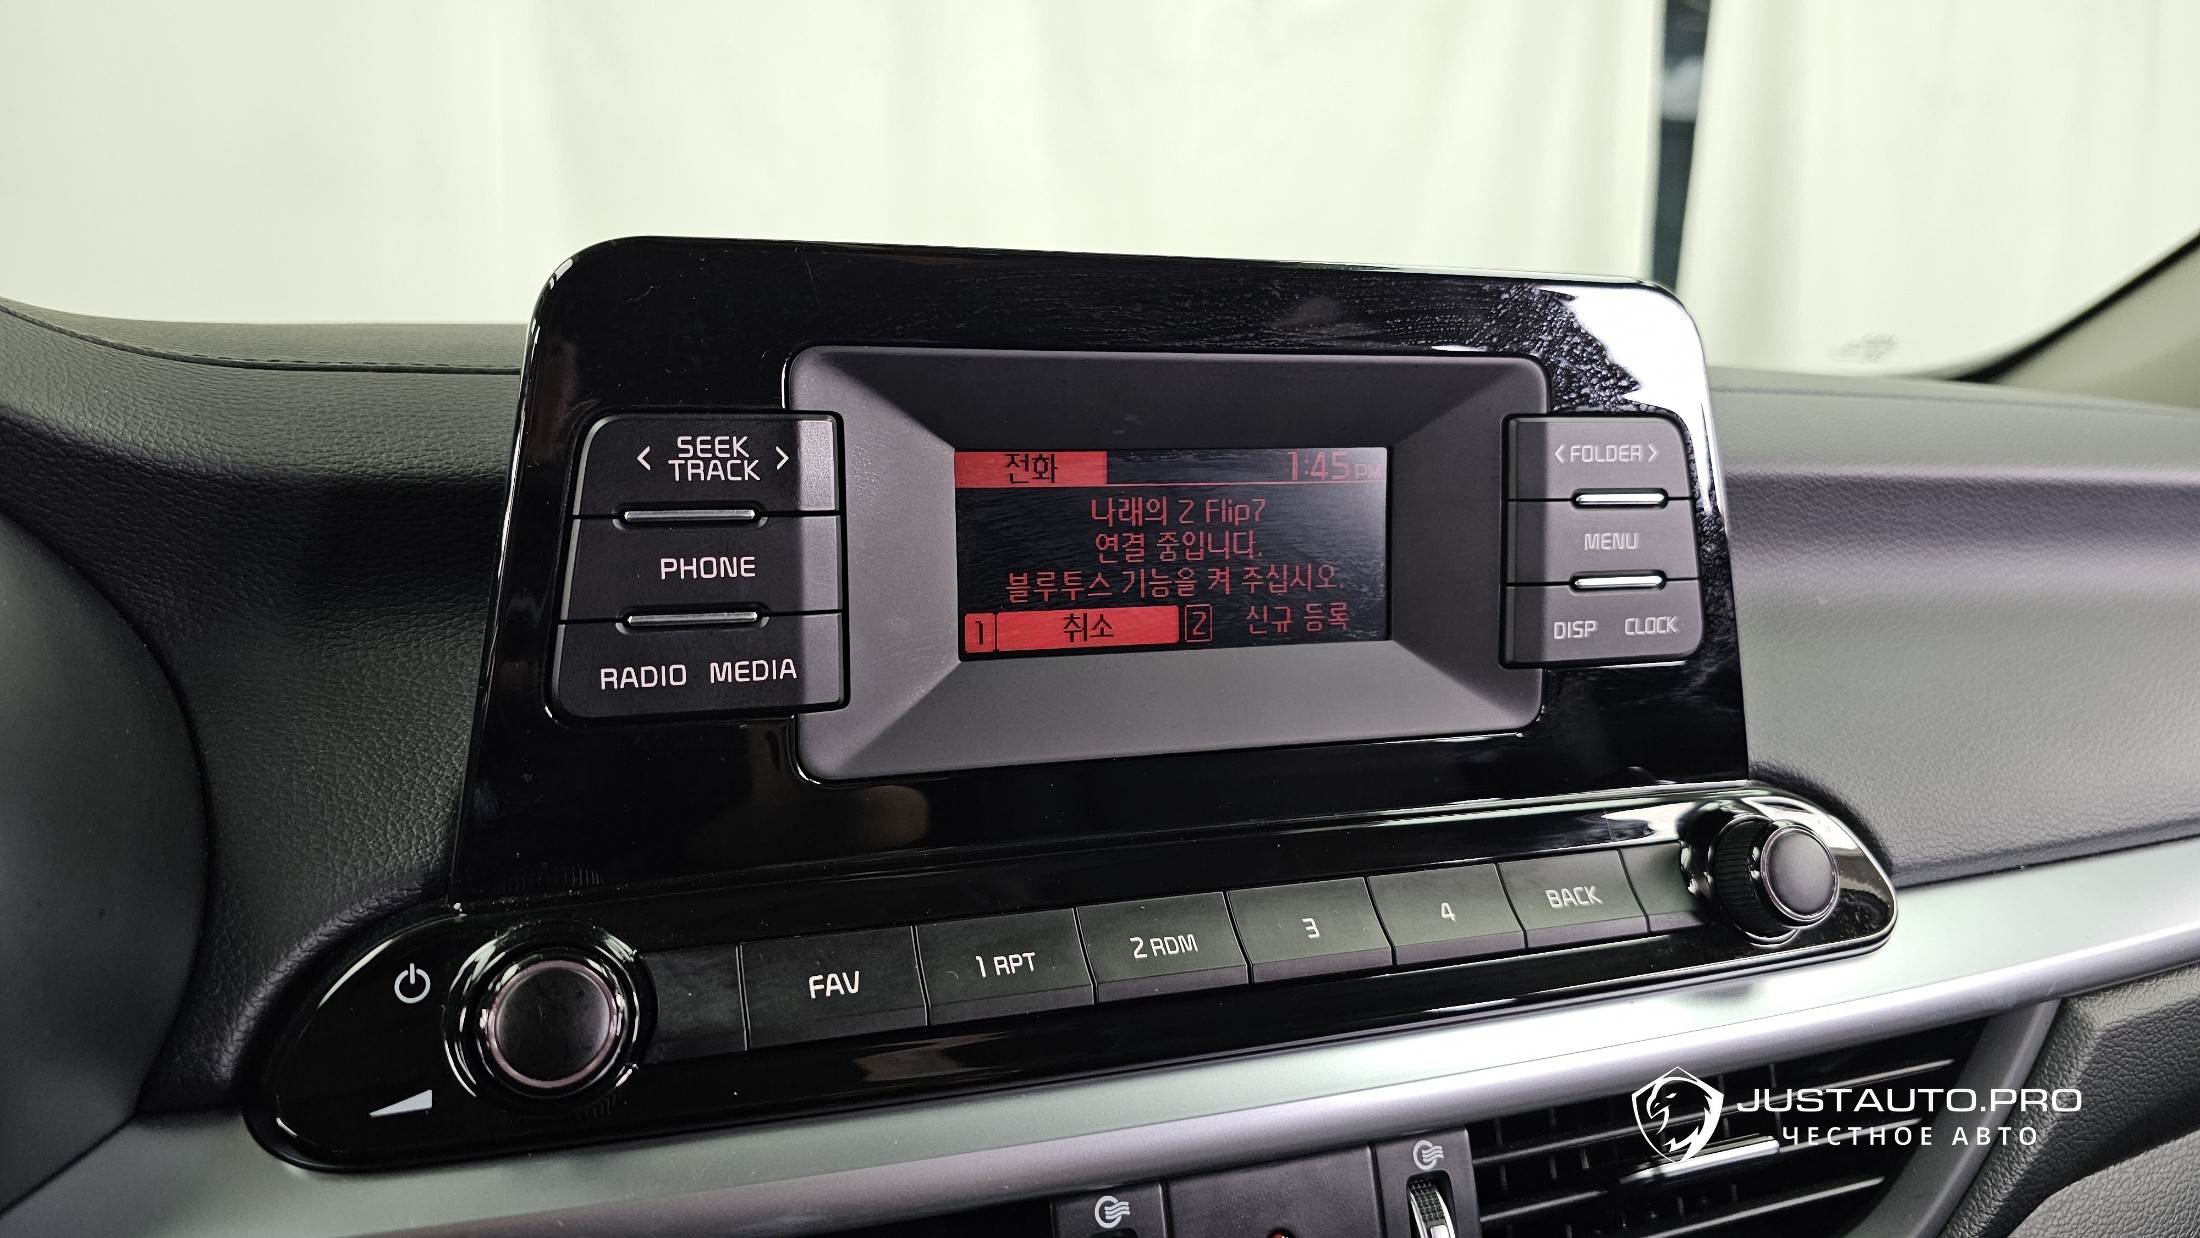 < SEEK >
TRACK
PHONE
RADIO MEDIA
전화 1:45 PM
나래의 Z Flip7
연결 중입니다.
블루투스 기능을 켜 주십시오.
1 취소 2 신규 등록
< FOLDER >
MENU
DISP CLOCK
FAV 1 RPT 2 RDM 3 4 BACK
JUSTAUTO.PRO
ЧЕСТНОЕ АВТО